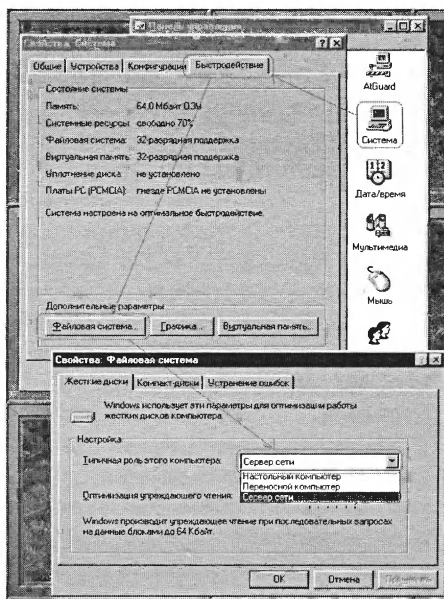 Панель управления
Свойства: Система
Общие
Устройства
Конфигурации
Быстродействие
Состояние системы
Память: 64,0 Мбайт ОЗУ
Системные ресурсы: свободно 70%
Файловая система: 32-разрядная поддержка
Виртуальная память: 32-разрядная поддержка
Уплотнение диска: не установлено
Платы PC (PCMCIA): гнезда PCMCIA не установлены
Система настроена на оптимальное быстродействие.
Дополнительные параметры
Файловая система...
Графика...
Виртуальная память...
AtGuard
Система
Дата/время
Мультимедиа
Мышь
Свойства: Файловая система
Жесткие диски
Компакт-диски
Устранение ошибок
Windows использует эти параметры для оптимизации работы
жестких дисков компьютера.
Настройка
Типичная роль этого компьютера: Сервер сети
Настольный компьютер
Переносной компьютер
Сервер сети
Оптимизация упреждающего чтения:
Windows производит упреждающее чтение при последовательных запросах
на данные блоками до 64 Кбайт.
OK
Отмена
Применить